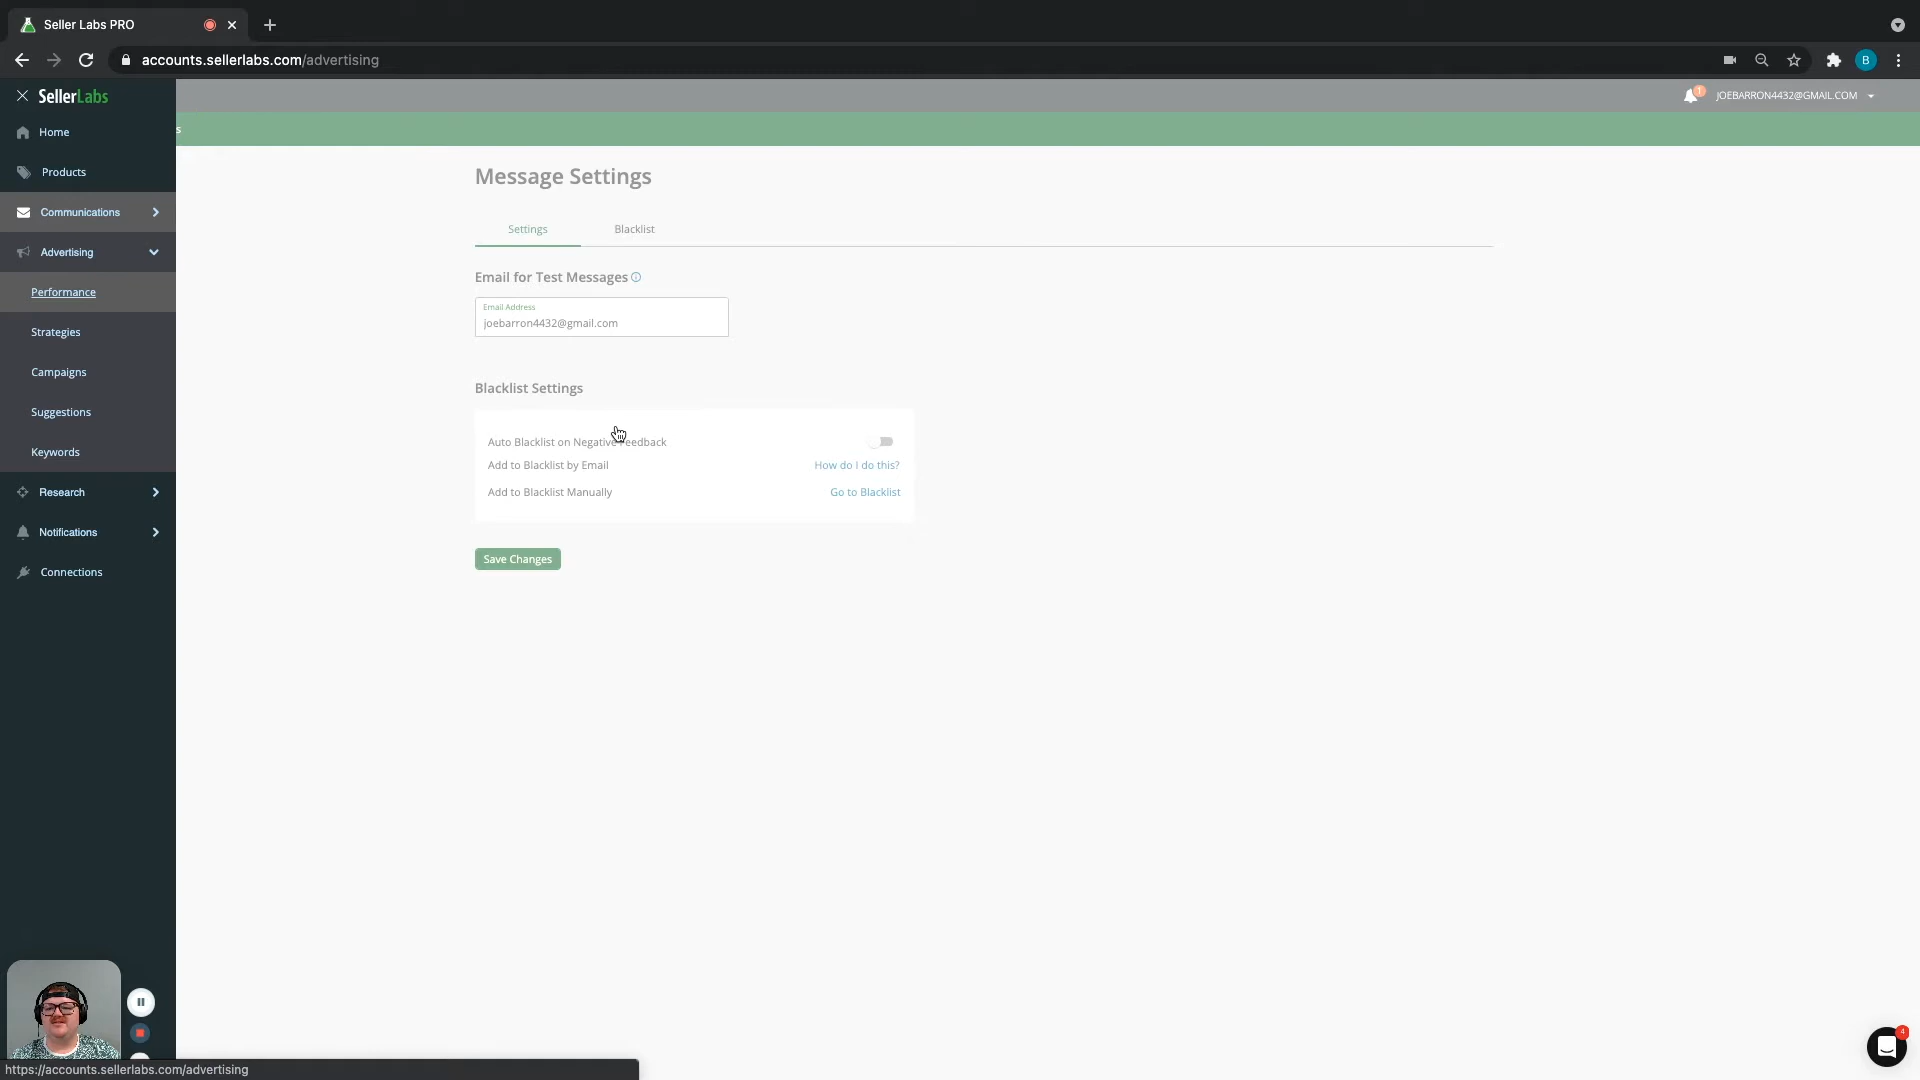 Seller Labs PRO
accounts.sellerlabs.com/advertising
B
SellerLabs
1
JOEBARRON4432@GMAIL.COM
Home
s
Products
Communications
Advertising
Performance
Strategies
Campaigns
Suggestions
Keywords
Research
Notifications
Connections
Message Settings
Settings
Blacklist
Email for Test Messages
Email Address
joebarron4432@gmail.com
Blacklist Settings
Auto Blacklist on Negative Feedback
Add to Blacklist by Email
How do I do this?
Add to Blacklist Manually
Go to Blacklist
Save Changes
4
https://accounts.sellerlabs.com/advertising